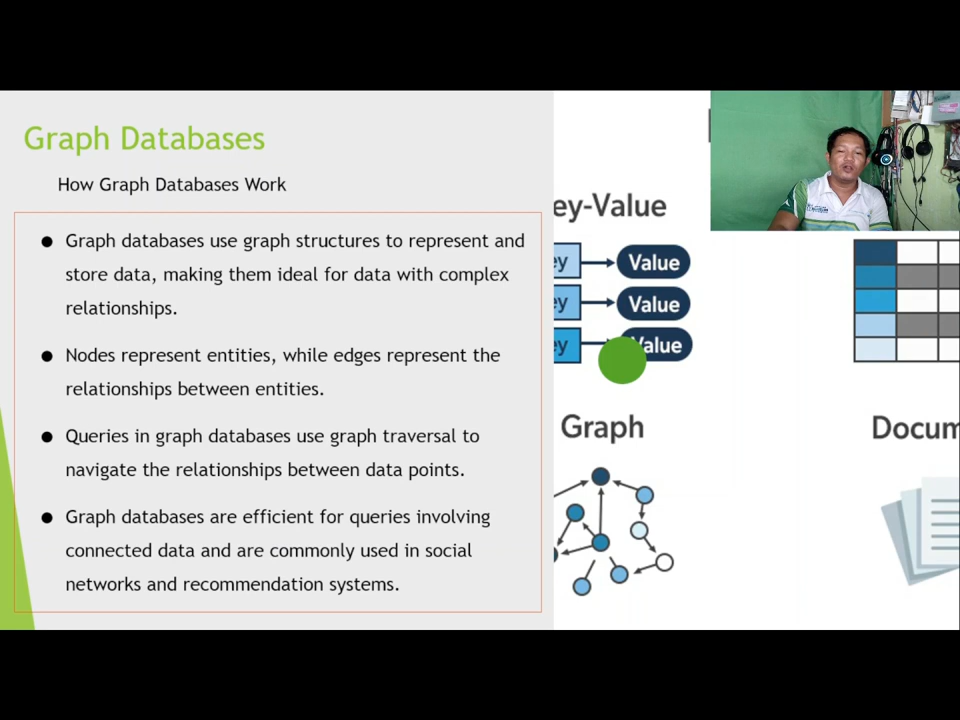 Graph Databases
How Graph Databases Work
● Graph databases use graph structures to represent and
store data, making them ideal for data with complex
relationships.
● Nodes represent entities, while edges represent the
relationships between entities.
● Queries in graph databases use graph traversal to
navigate the relationships between data points.
● Graph databases are efficient for queries involving
connected data and are commonly used in social
networks and recommendation systems.
ey-Value
ey Value
ey Value
ey Value
Graph
Docum